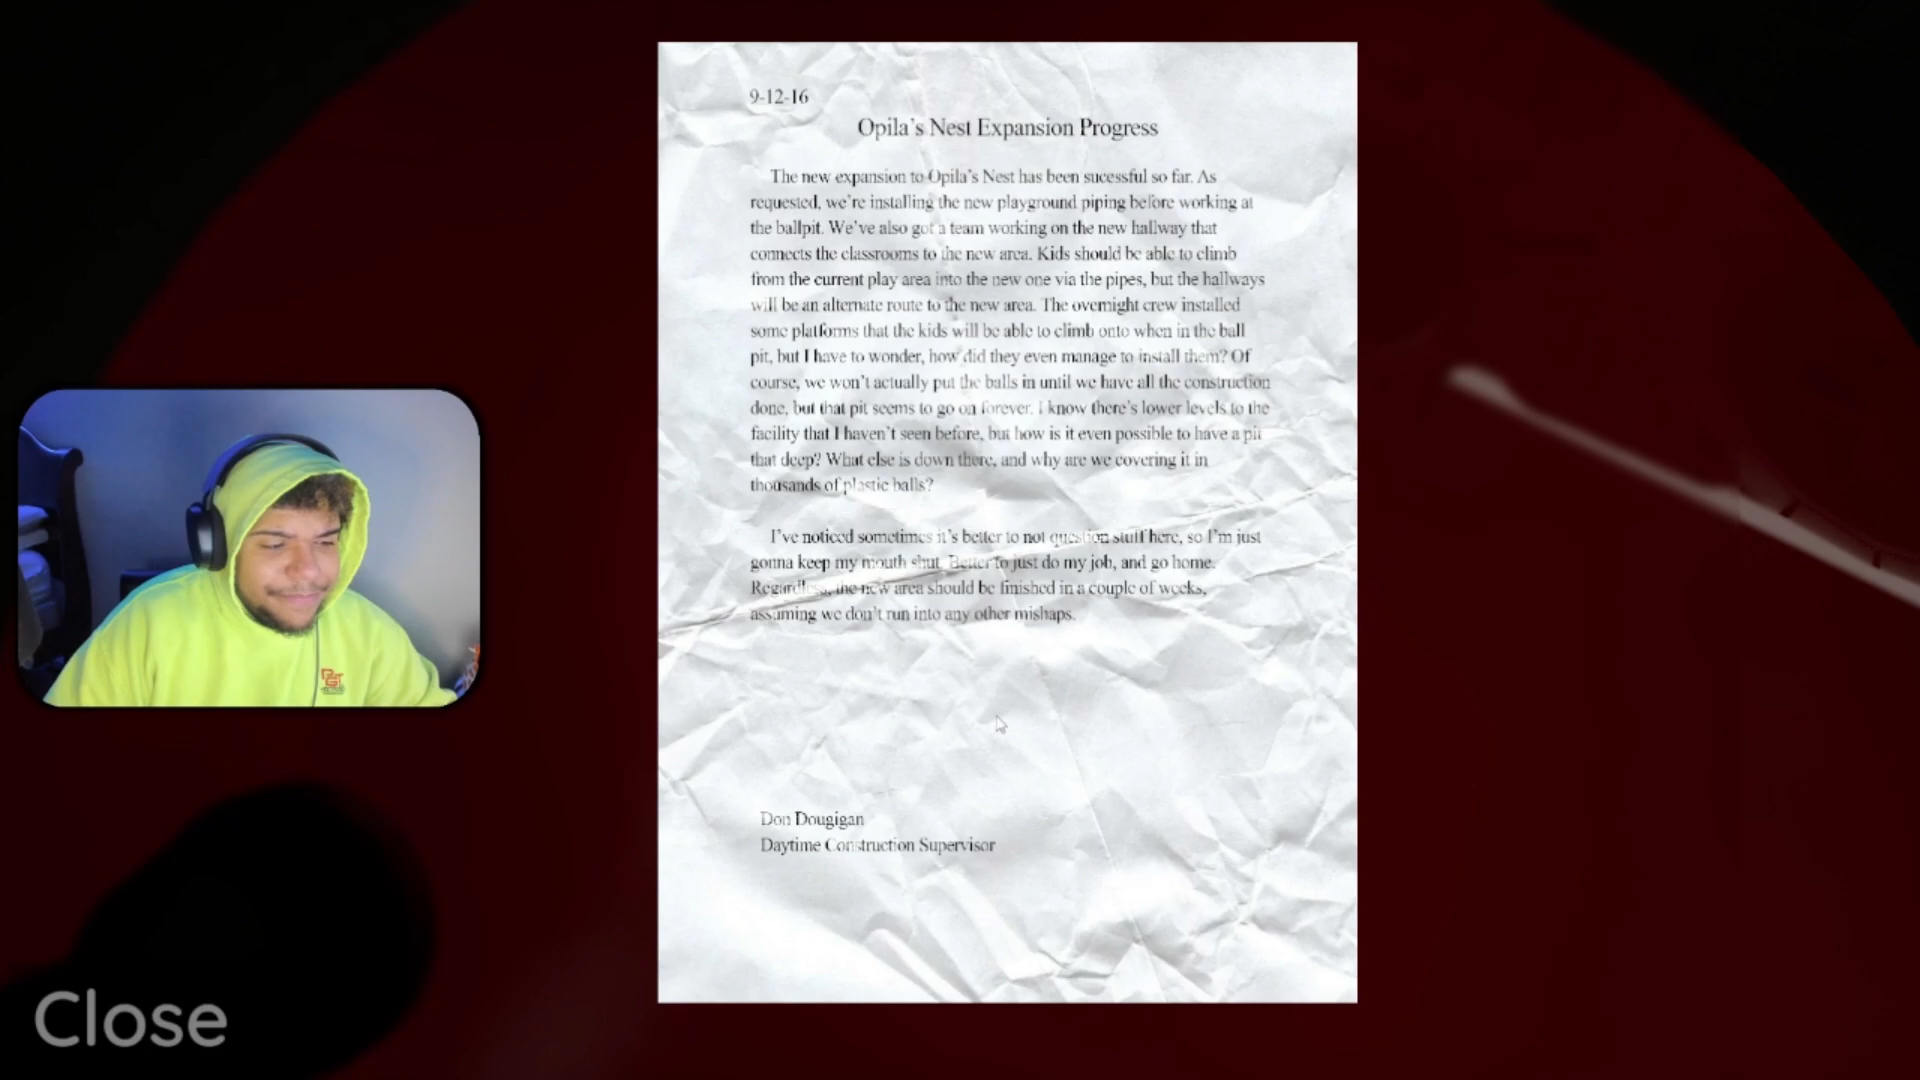 9-12-16
Opila's Nest Expansion Progress
The new expansion to Opila's Nest has been sucessful so far. As
requested, we're installing the new playground piping before working at
the ballpit. We've also got a team working on the new hallway that
connects the classrooms to the new area. Kids should be able to climb
from the current play area into the new one via the pipes, but the hallways
will be an alternate route to the new area. The overnight crew installed
some platforms that the kids will be able to climb onto when in the ball
pit, but I have to wonder, how did they even manage to install them? Of
course, we won't actually put the balls in until we have all the construction
done, but that pit seems to go on forever. I know there's lower levels to the
facility that I haven't seen before, but how is it even possible to have a pit
that deep? What else is down there, and why are we covering it in
thousands of plastic balls?
I've noticed sometimes it's better to not question stuff here, so I'm just
gonna keep my mouth shut. Better to just do my job, and go home.
Regardless, the new area should be finished in a couple of weeks,
assuming we don't run into any other mishaps.
Don Dougigan
Daytime Construction Supervisor
Close